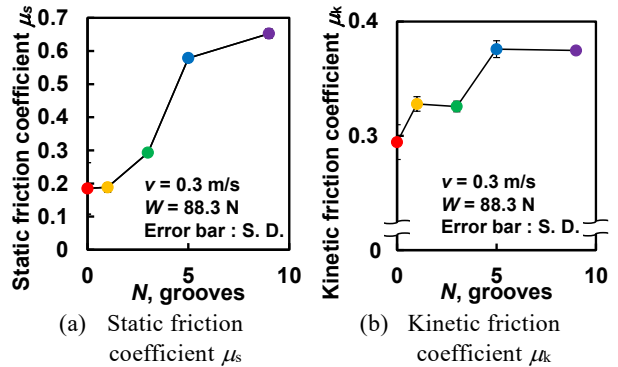 Static friction coefficient μs
0.7
0.6
0.5
0.4
0.3
0.2
0.1
0
v = 0.3 m/s
W = 88.3 N
Error bar : S. D.
0 5 10
N, grooves
(a) Static friction
coefficient μs
Kinetic friction coefficient μk
0.4
0.3
0
v = 0.3 m/s
W = 88.3 N
Error bar : S. D.
0 5 10
N, grooves
(b) Kinetic friction
coefficient μk